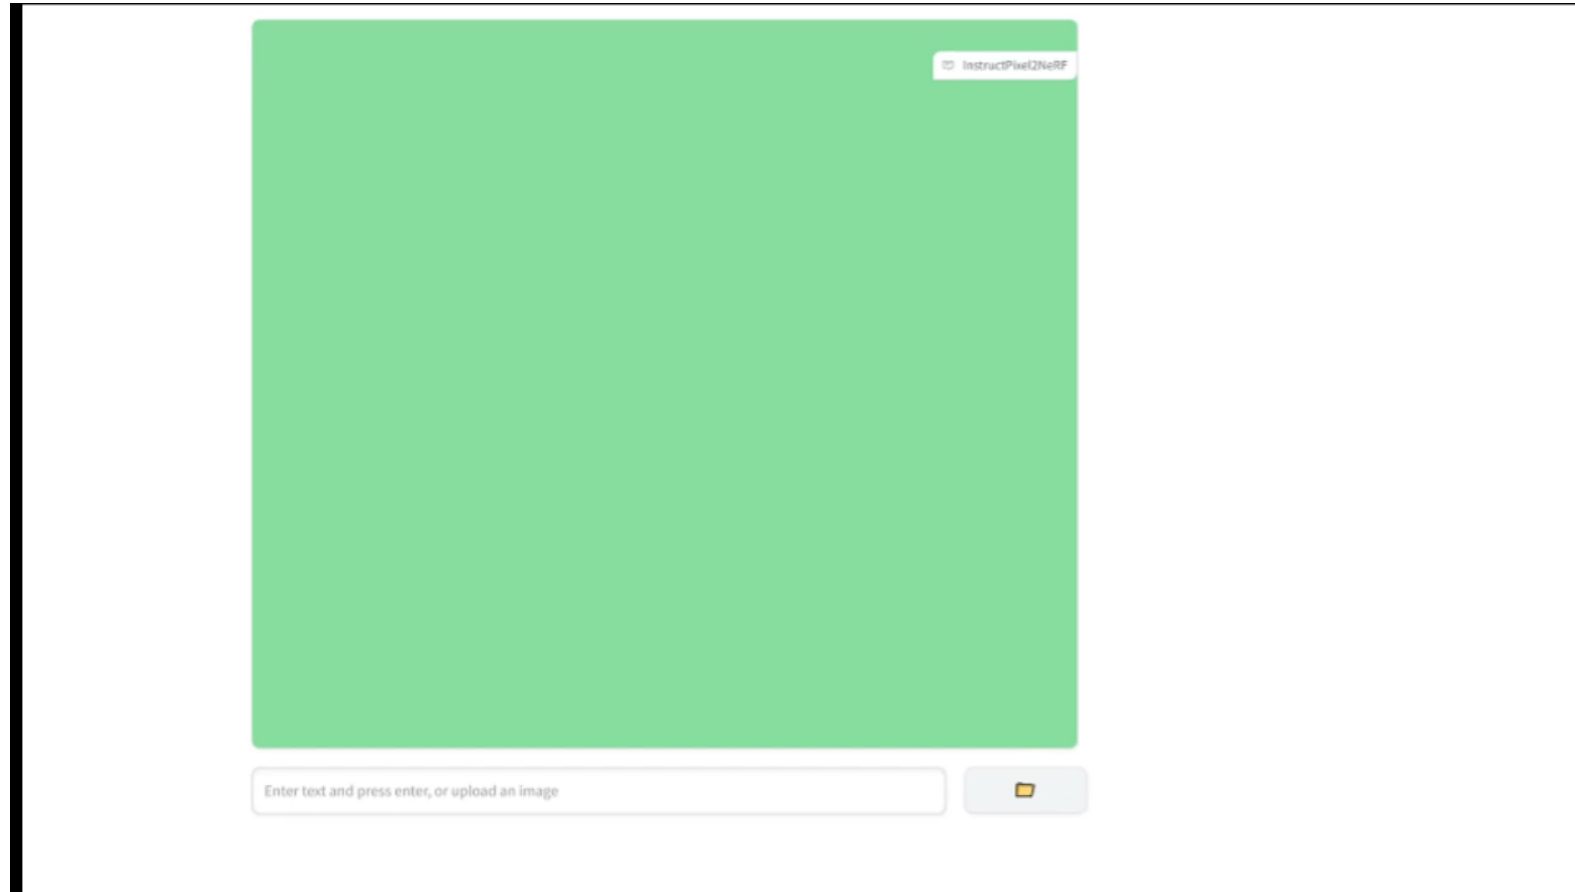 InstructPixel2NeRF
Enter text and press enter, or upload an image